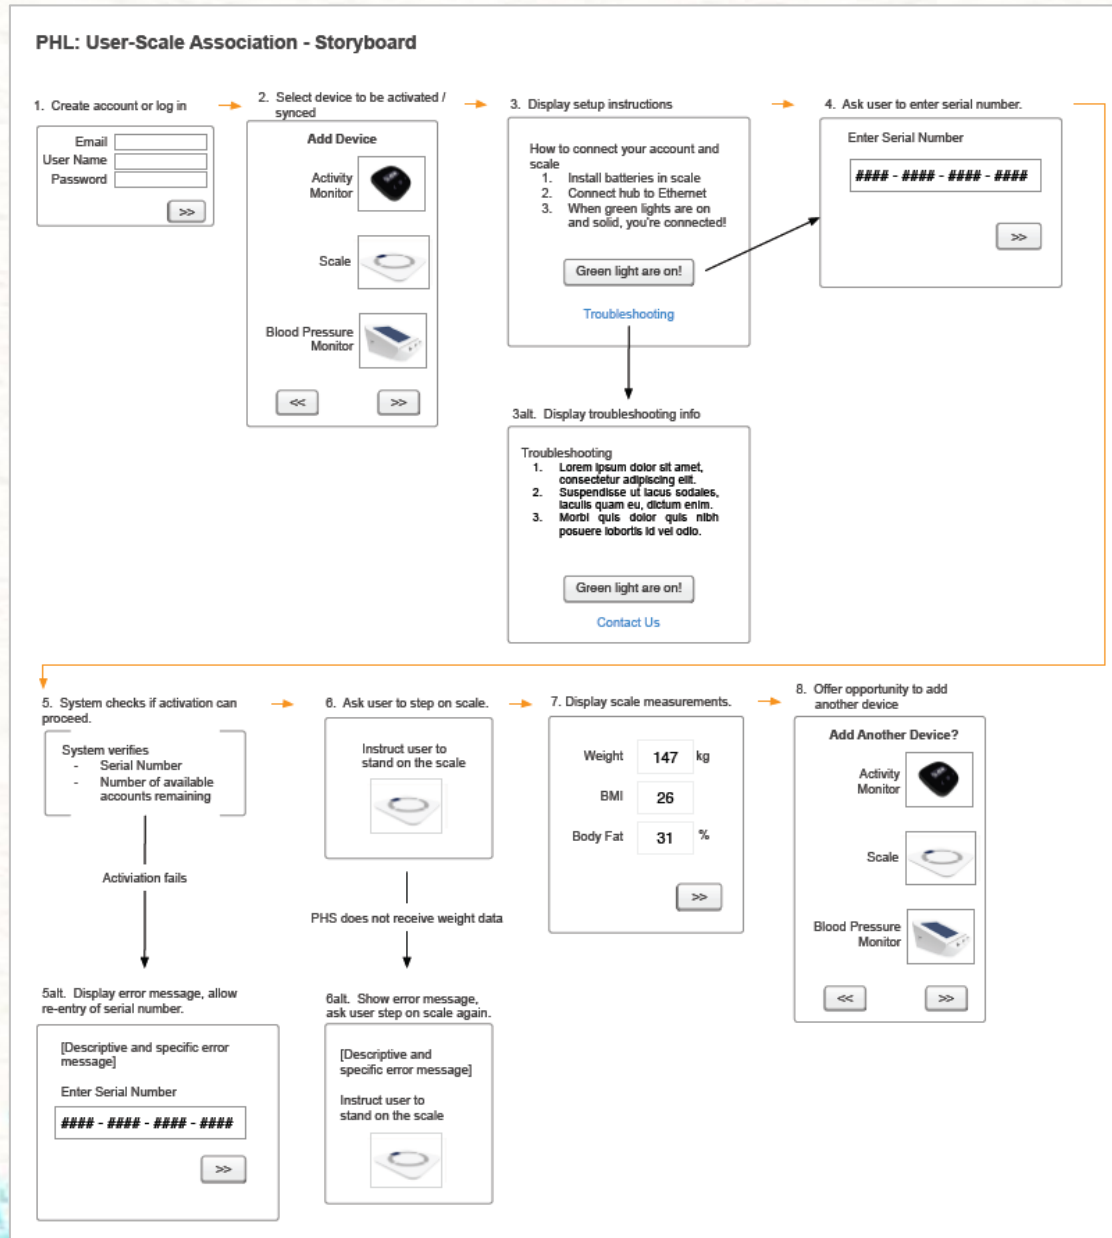 PHL: User-Scale Association - Storyboard
1. Create account or log in
Email
User Name
Password
>>
2. Select device to be activated /
synced
Add Device
Activity
Monitor
Scale
Blood Pressure
Monitor
<<
>>
3. Display setup instructions
How to connect your account and
scale
1. Install batteries in scale
2. Connect hub to Ethernet
3. When green lights are on
and solid, you're connected!
Green light are on!
Troubleshooting
4. Ask user to enter serial number.
Enter Serial Number
#### - #### - #### - ####
>>
3alt. Display troubleshooting info
Troubleshooting
1. Lorem ipsum dolor sit amet,
consectetur adipiscing elit.
2. Suspendisse ut lacus sodales,
iaculis quam eu, dictum enim.
3. Morbi quis dolor quis nibh
posuere lobortis id vel odio.
Green light are on!
Contact Us
5. System checks if activation can
proceed.
System verifies
- Serial Number
- Number of available
accounts remaining
Activiation fails
5alt. Display error message, allow
re-entry of serial number.
[Descriptive and specific error
message]
Enter Serial Number
#### - #### - #### - ####
>>
6. Ask user to step on scale.
Instruct user to
stand on the scale
PHS does not receive weight data
6alt. Show error message,
ask user step on scale again.
[Descriptive and
specific error message]
Instruct user to
stand on the scale
7. Display scale measurements.
Weight 147 kg
BMI 26
Body Fat 31 %
>>
8. Offer opportunity to add
another device
Add Another Device?
Activity
Monitor
Scale
Blood Pressure
Monitor
<<
>>